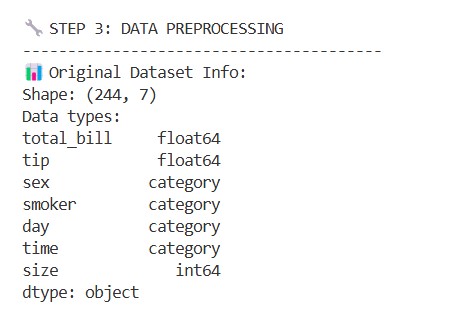 🔧 STEP 3: DATA PREPROCESSING
----------------------------------------
📊 Original Dataset Info:
Shape: (244, 7)
Data types:
total_bill     float64
tip            float64
sex           category
smoker        category
day           category
time          category
size             int64
dtype: object